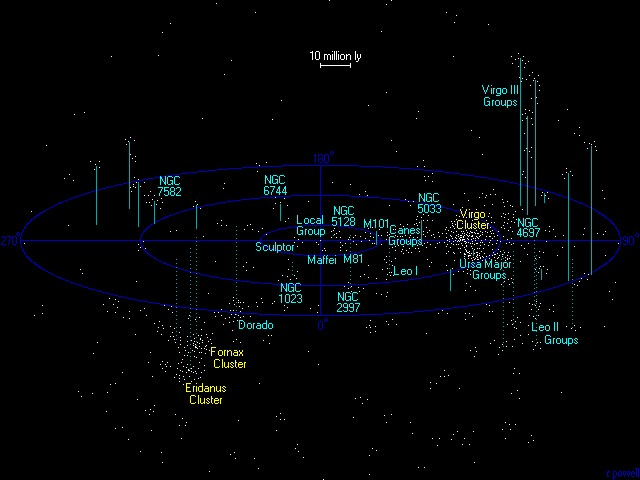 10 million ly
Virgo III
Groups
180°
NGC
7582
NGC
6744
NGC
5033
NGC
5128
Virgo
Cluster
Local
Group
M101
NGC
4697
Canes
Groups
270°
90°
Sculptor
Maffei
M81
Leo I
Ursa Major
Groups
NGC
1023
NGC
2997
Dorado
0°
Leo II
Groups
Fornax
Cluster
Eridanus
Cluster
r powell